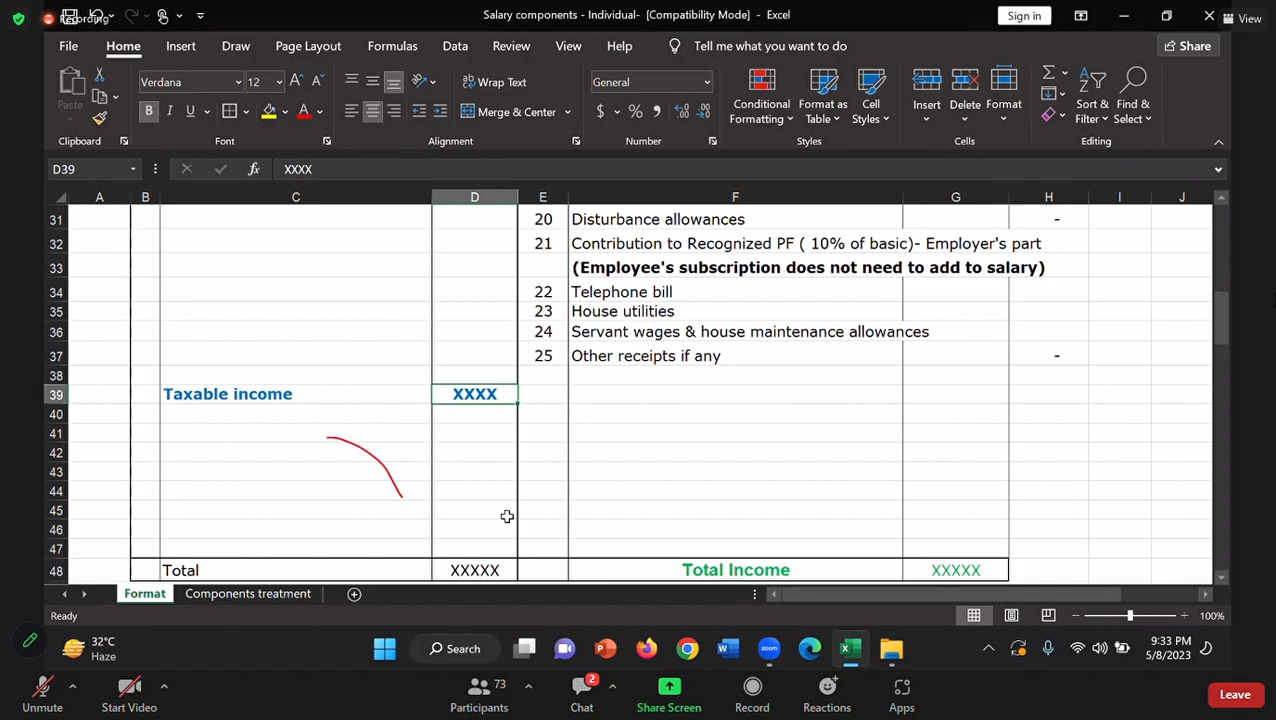 Recording
Salary components - Individual- [Compatibility Mode] - Excel
Sign in
View
File Home Insert Draw Page Layout Formulas Data Review View Help Tell me what you want to do Share
Paste
Verdana 12
Wrap Text
General
B I U
Merge & Center
$ % ,
Conditional Formatting
Format as Table
Cell Styles
Insert
Delete
Format
Sort & Filter
Find & Select
Clipboard Font Alignment Number Styles Cells Editing
D39 fx XXXX
A B C D E F G H I J
31 20 Disturbance allowances -
32 21 Contribution to Recognized PF ( 10% of basic)- Employer's part
33 (Employee's subscription does not need to add to salary)
34 22 Telephone bill
35 23 House utilities
36 24 Servant wages & house maintenance allowances
37 25 Other receipts if any -
38
39 Taxable income XXXX
40
41
42
43
44
45
46
47
48 Total XXXXX Total Income XXXXX
Format Components treatment
Ready 100%
32°C
Haze
Search
zoom
9:33 PM
5/8/2023
73
2
Unmute Start Video Participants Chat Share Screen Record Reactions Apps Leave